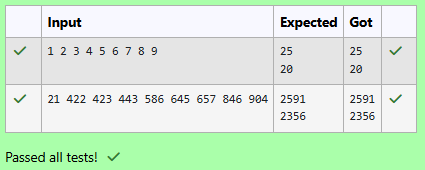 Input Expected Got
1 2 3 4 5 6 7 8 9 25 25
20 20
21 422 423 443 586 645 657 846 904 2591 2591
2356 2356
Passed all tests!